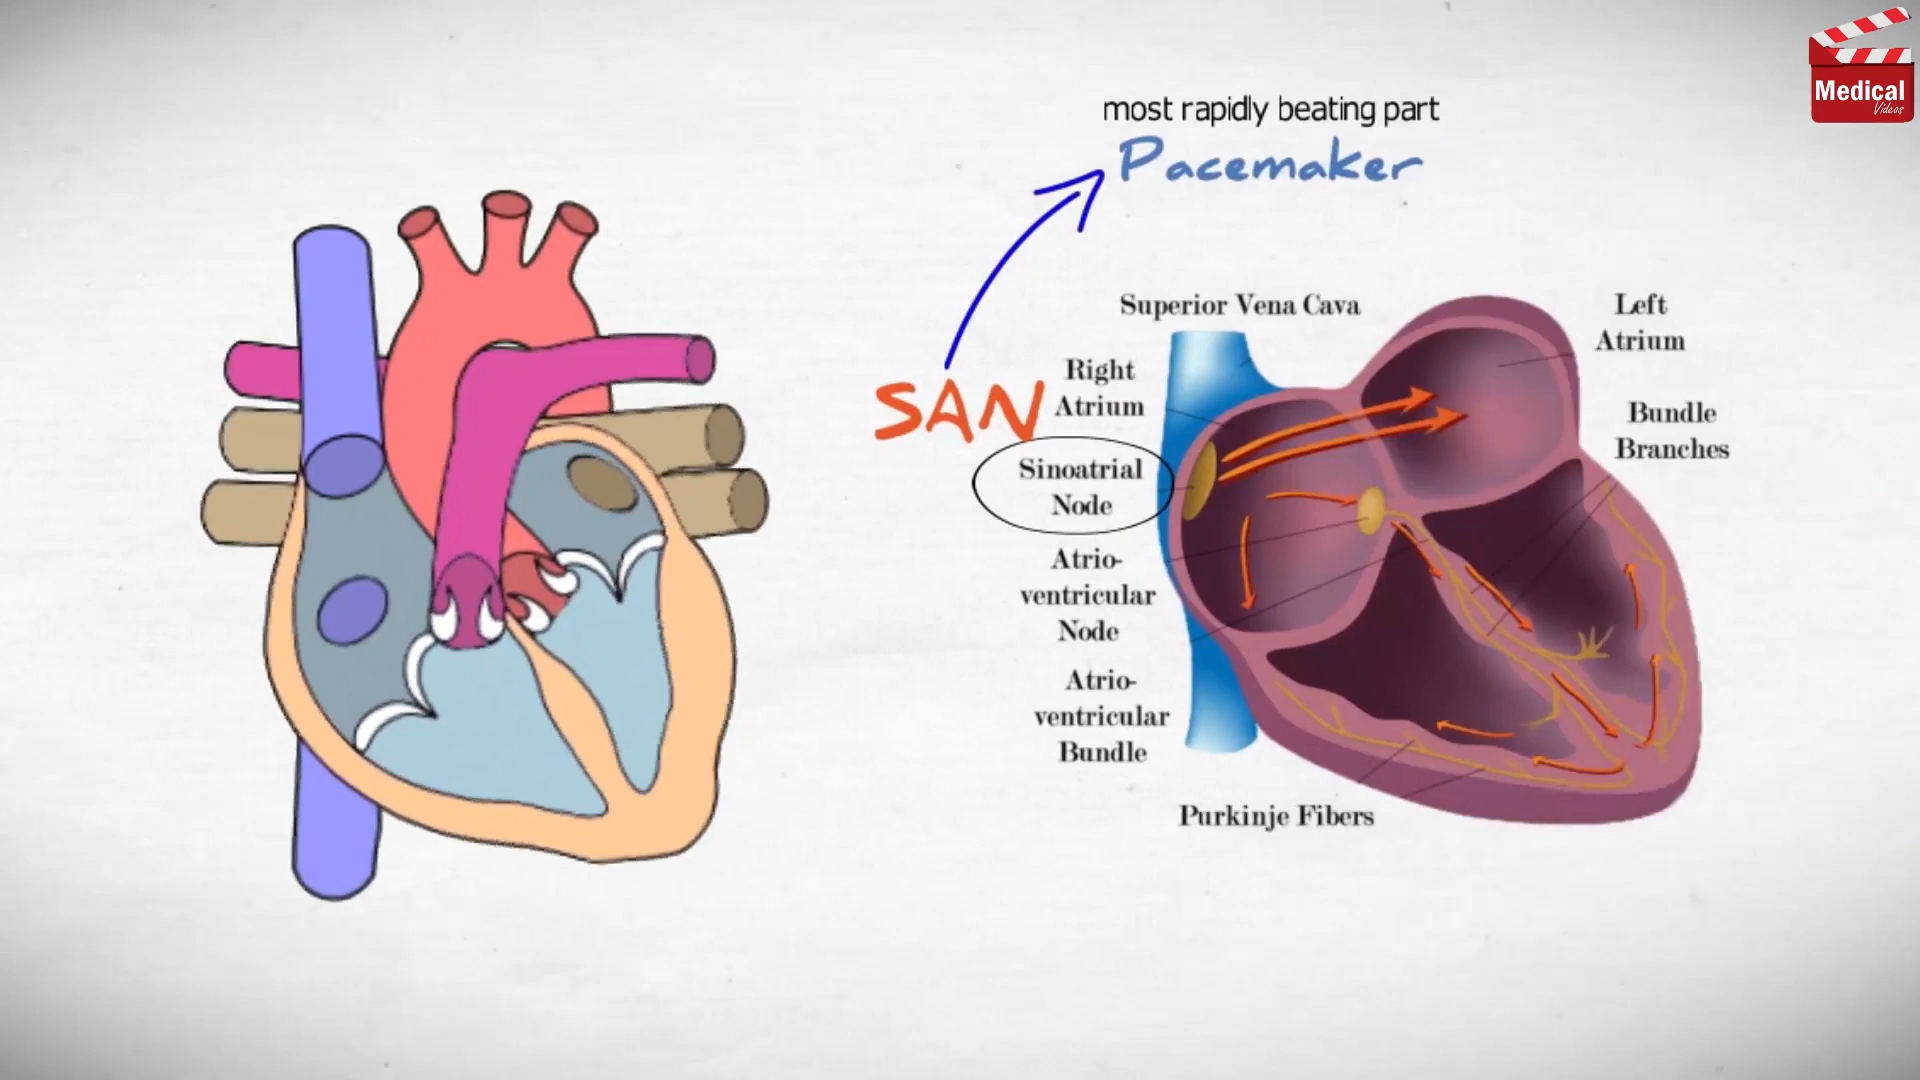 Medical
Videos
most rapidly beating part
Pacemaker
SAN
Superior Vena Cava
Right
Atrium
Sinoatrial
Node
Atrio-
ventricular
Node
Atrio-
ventricular
Bundle
Purkinje Fibers
Left
Atrium
Bundle
Branches